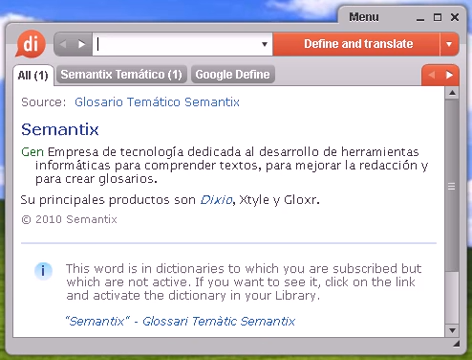 Menu
di
Define and translate
All (1)
Semantix Temático (1)
Google Define
Source: Glosario Temático Semantix
Semantix
Gen Empresa de tecnología dedicada al desarrollo de herramientas
informáticas para comprender textos, para mejorar la redacción y
para crear glosarios.
Su principales productos son Dixio, Xtyle y Gloxr.
© 2010 Semantix
i
This word is in dictionaries to which you are subscribed but
which are not active. If you want to see it, click on the link
and activate the dictionary in your Library.
"Semantix" - Glossari Temàtic Semantix